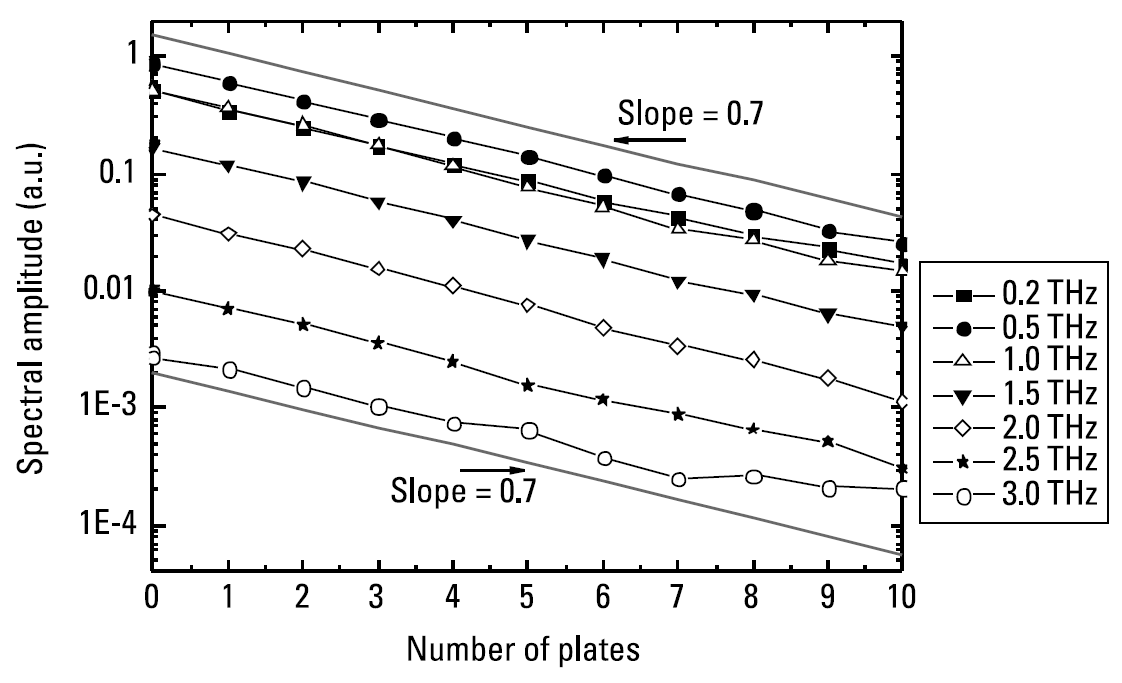 1
0.1
0.01
1E-3
1E-4
Spectral amplitude (a.u.)
Slope = 0.7
Slope = 0.7
0 1 2 3 4 5 6 7 8 9 10
Number of plates
0.2 THz
0.5 THz
1.0 THz
1.5 THz
2.0 THz
2.5 THz
3.0 THz